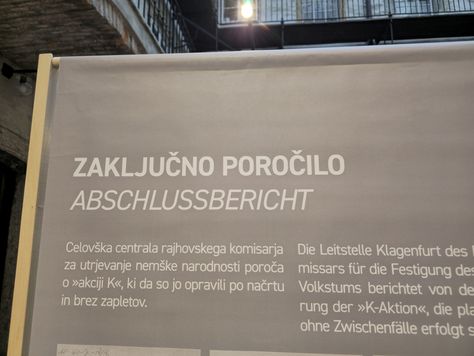 ZAKLJUČNO POROČILO
ABSCHLUSSBERICHT
Celovška centrala rajhovskega komisarja
za utrjevanje nemške narodnosti poroča
o »akciji K«, ki da so jo opravili po načrtu
in brez zapletov.
Die Leitstelle Klagenfurt des
missars für die Festigung des
Volkstums berichtet von de
rung der »K-Aktion«, die pla
ohne Zwischenfälle erfolgt s